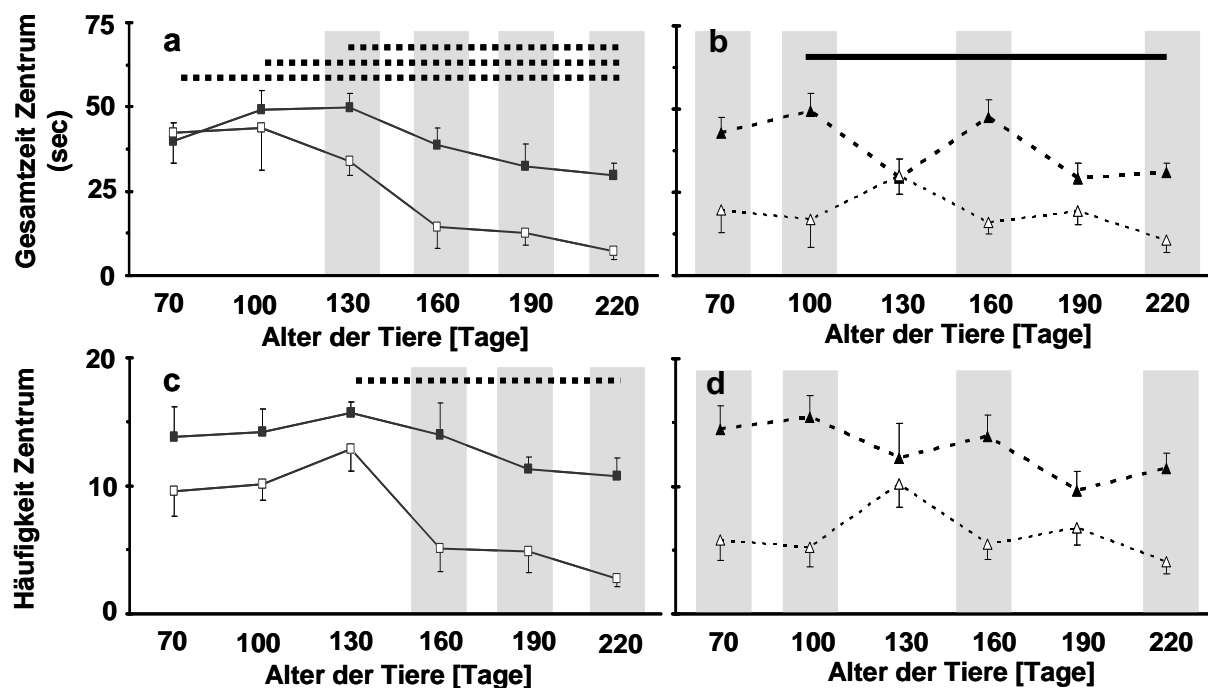 Gesamtzeit Zentrum
(sec)
75
50
25
0
a
b
70 100 130 160 190 220
Alter der Tiere [Tage]
70 100 130 160 190 220
Alter der Tiere [Tage]
Häufigkeit Zentrum
20
10
0
c
d
70 100 130 160 190 220
Alter der Tiere [Tage]
70 100 130 160 190 220
Alter der Tiere [Tage]